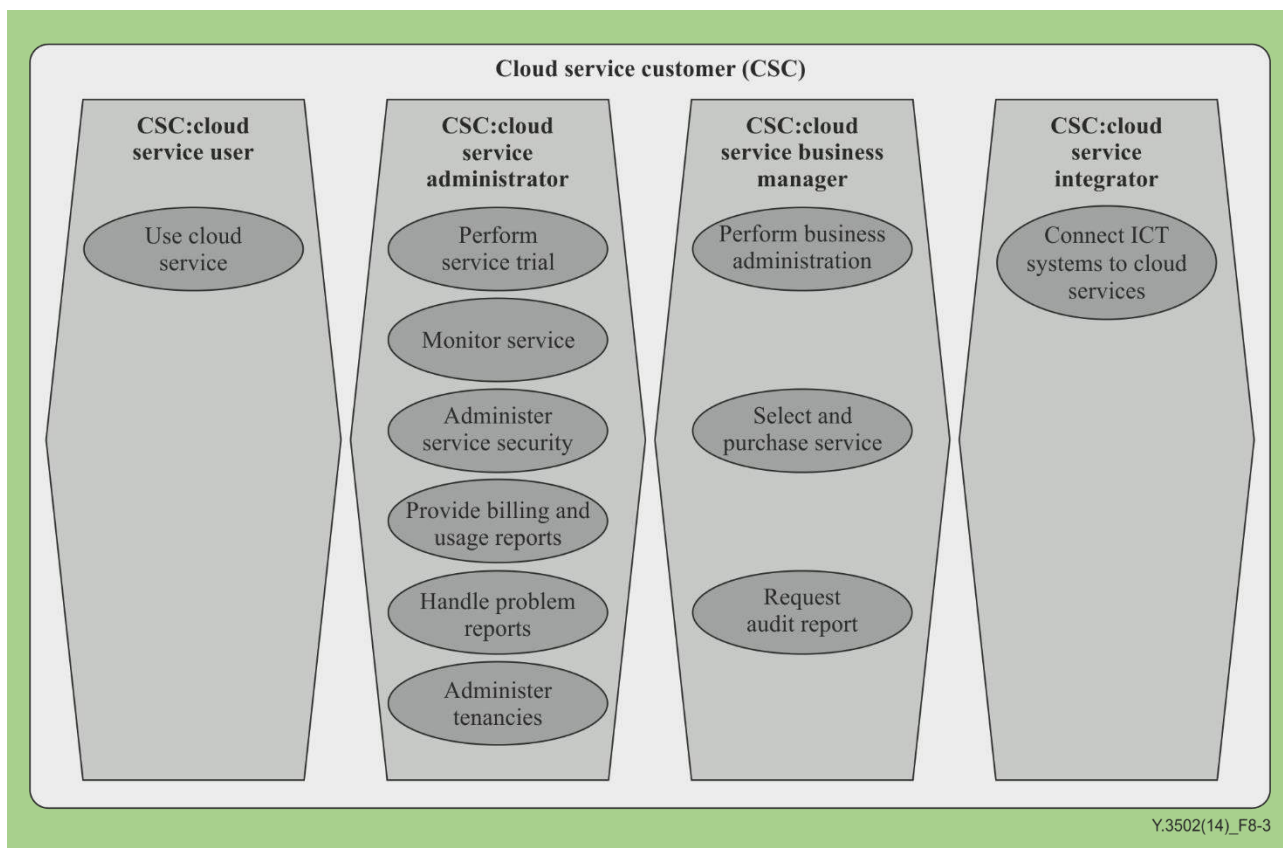 Cloud service customer (CSC)
CSC:cloud
service user
Use cloud
service
CSC:cloud
service
administrator
Perform
service trial
Monitor service
Administer
service security
Provide billing and
usage reports
Handle problem
reports
Administer
tenancies
CSC:cloud
service business
manager
Perform business
administration
Select and
purchase service
Request
audit report
CSC:cloud
service
integrator
Connect ICT
systems to cloud
services
Y.3502(14)_F8-3